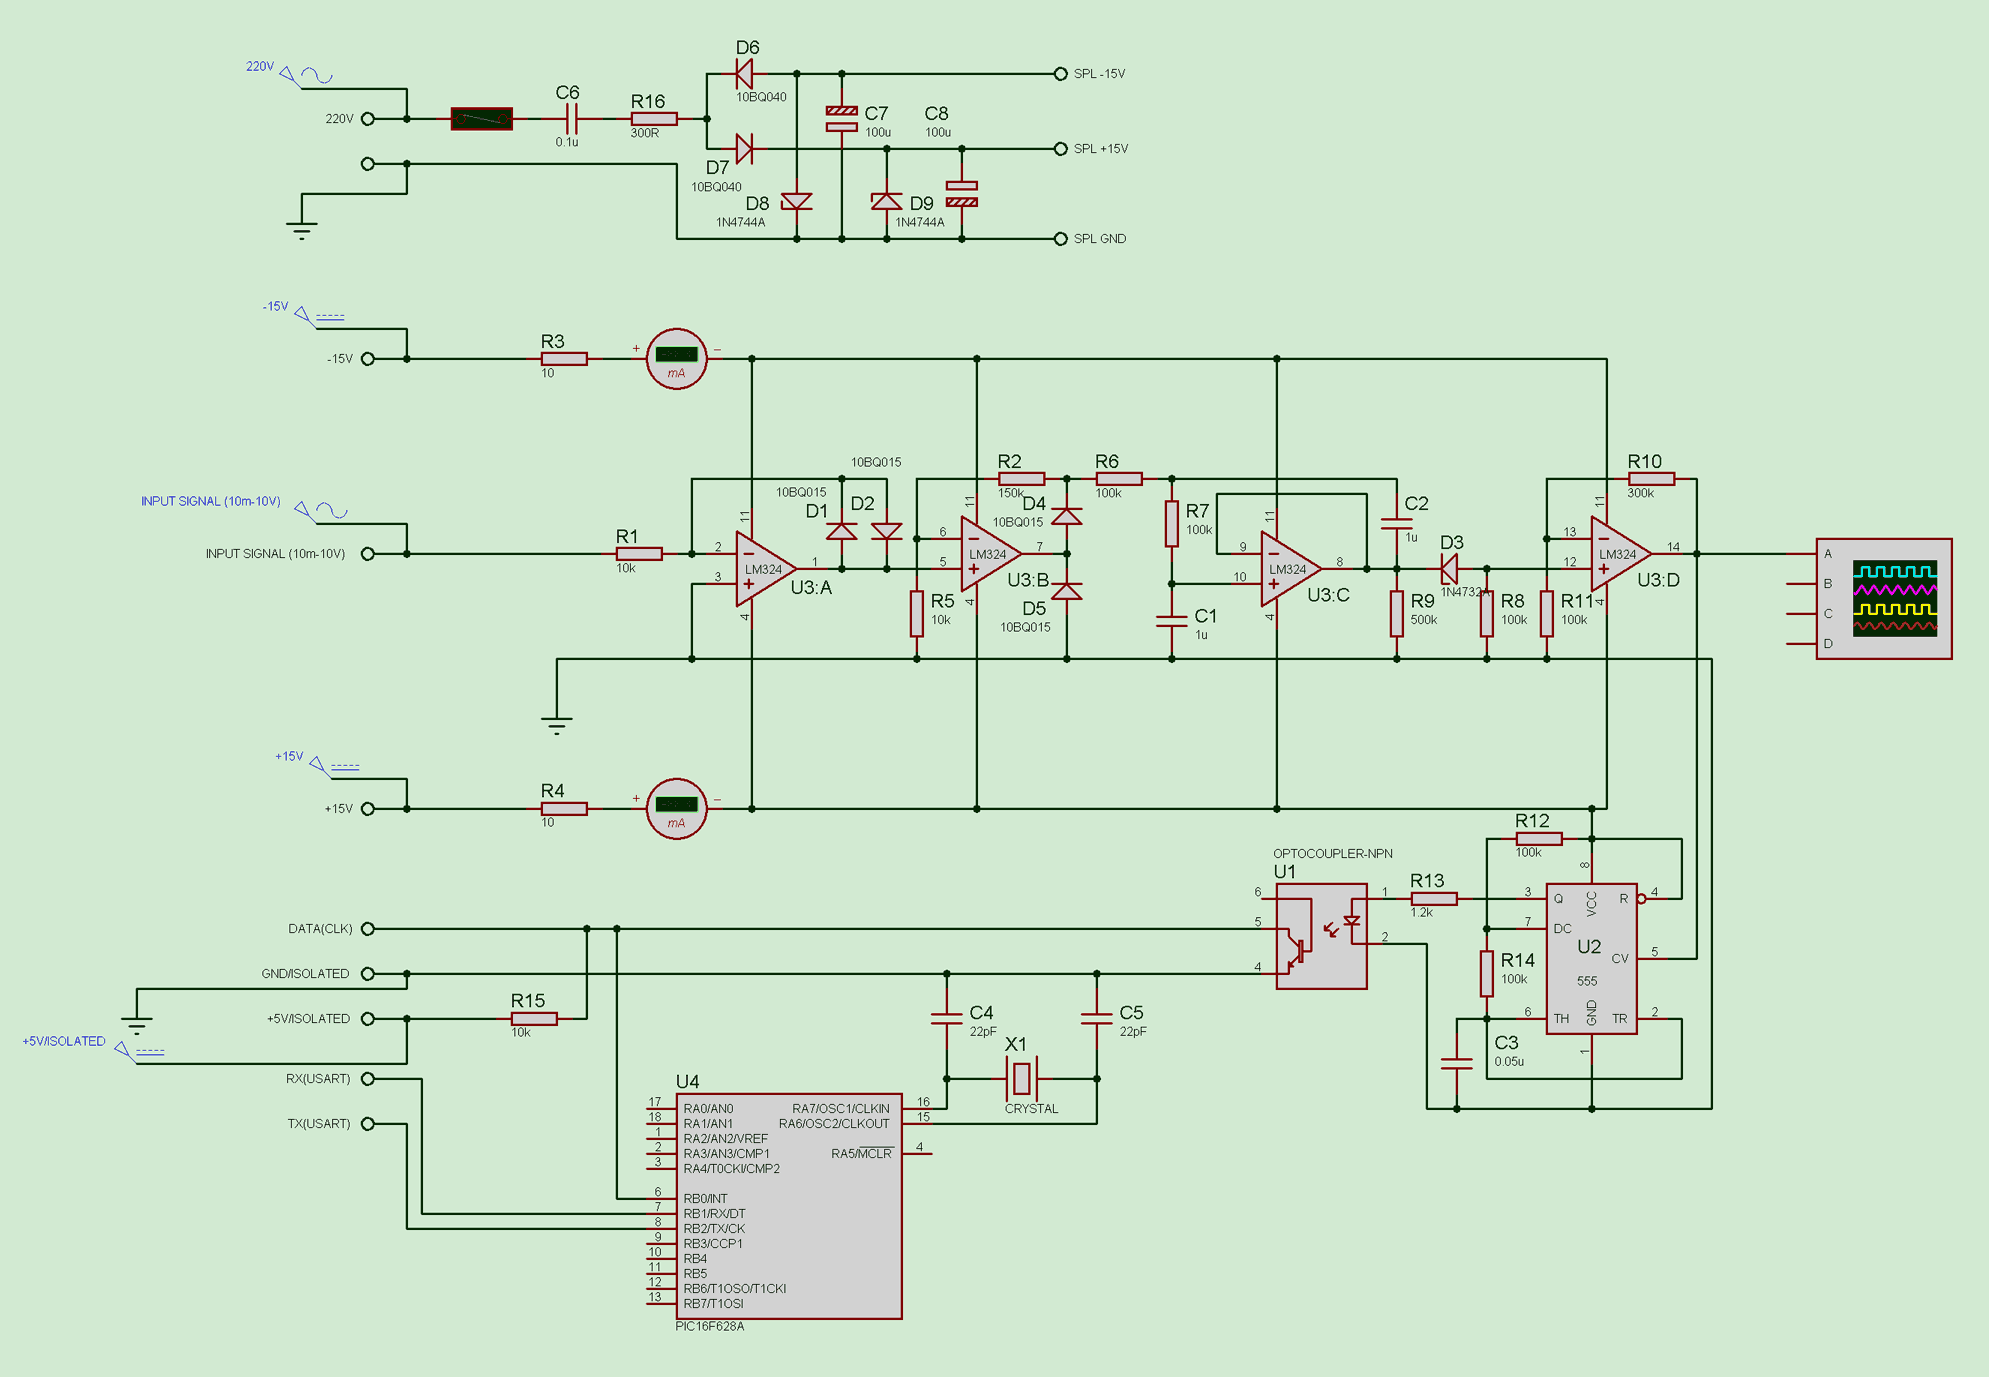 220V
220V
C6
0.1u
R16
300R
D6
10BQ040
D7
10BQ040
D8
1N4744A
C7
100u
C8
100u
D9
1N4744A
SPL -15V
SPL +15V
SPL GND
-15V
-15V
R3
10
+
−
mA
INPUT SIGNAL (10m-10V)
INPUT SIGNAL (10m-10V)
R1
10k
11
2
3
1
4
LM324
U3:A
10BQ015
10BQ015
D1
D2
R2
150k
11
6
5
7
4
LM324
U3:B
R5
10k
D4
10BQ015
D5
10BQ015
R6
100k
R7
100k
C1
1u
11
9
10
8
4
LM324
U3:C
C2
1u
R9
500k
D3
1N4732A
R8
100k
R11
100k
R10
300k
11
13
12
14
4
LM324
U3:D
A
B
C
D
+15V
+15V
R4
10
+
−
mA
OPTOCOUPLER-NPN
U1
6
5
4
1
2
R13
1.2k
R12
100k
R14
100k
C3
0.05u
3
7
6
8
4
5
2
1
Q
DC
TH
VCC
GND
R
CV
TR
U2
555
DATA(CLK)
GND/ISOLATED
+5V/ISOLATED
+5V/ISOLATED
RX(USART)
TX(USART)
R15
10k
C4
22pF
C5
22pF
X1
CRYSTAL
U4
17 RA0/AN0 RA7/OSC1/CLKIN 16
18 RA1/AN1 RA6/OSC2/CLKOUT 15
1 RA2/AN2/VREF
2 RA3/AN3/CMP1 RA5/MCLR 4
3 RA4/T0CKI/CMP2
6 RB0/INT
7 RB1/RX/DT
8 RB2/TX/CK
9 RB3/CCP1
10 RB4
11 RB5
12 RB6/T1OSO/T1CKI
13 RB7/T1OSI
PIC16F628A